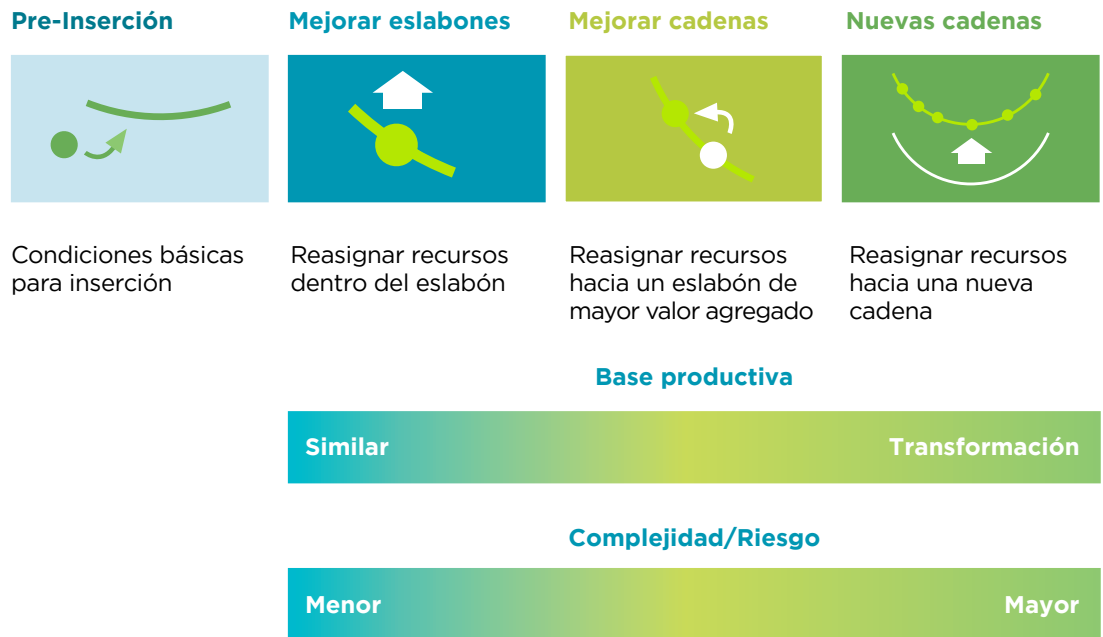 Pre-Inserción
Mejorar eslabones
Mejorar cadenas
Nuevas cadenas
Condiciones básicas
para inserción
Reasignar recursos
dentro del eslabón
Reasignar recursos
hacia un eslabón de
mayor valor agregado
Reasignar recursos
hacia una nueva
cadena
Base productiva
Similar
Transformación
Complejidad/Riesgo
Menor
Mayor